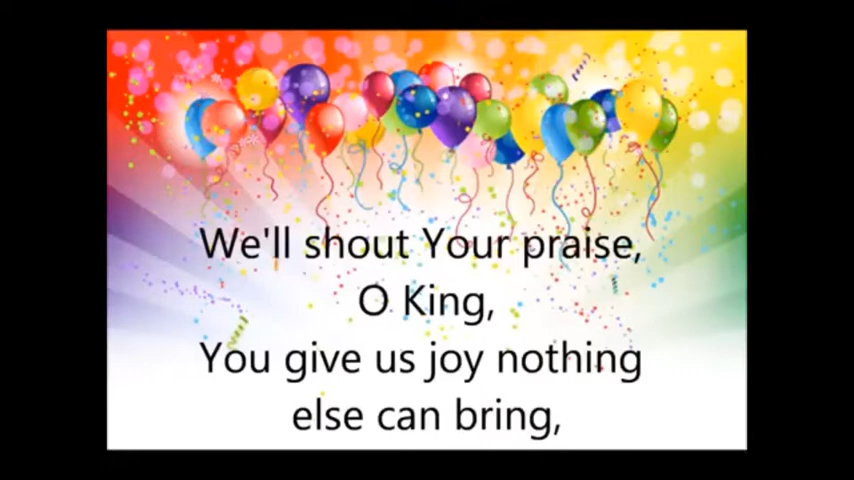 We'll shout Your praise,
O King,
You give us joy nothing
else can bring,